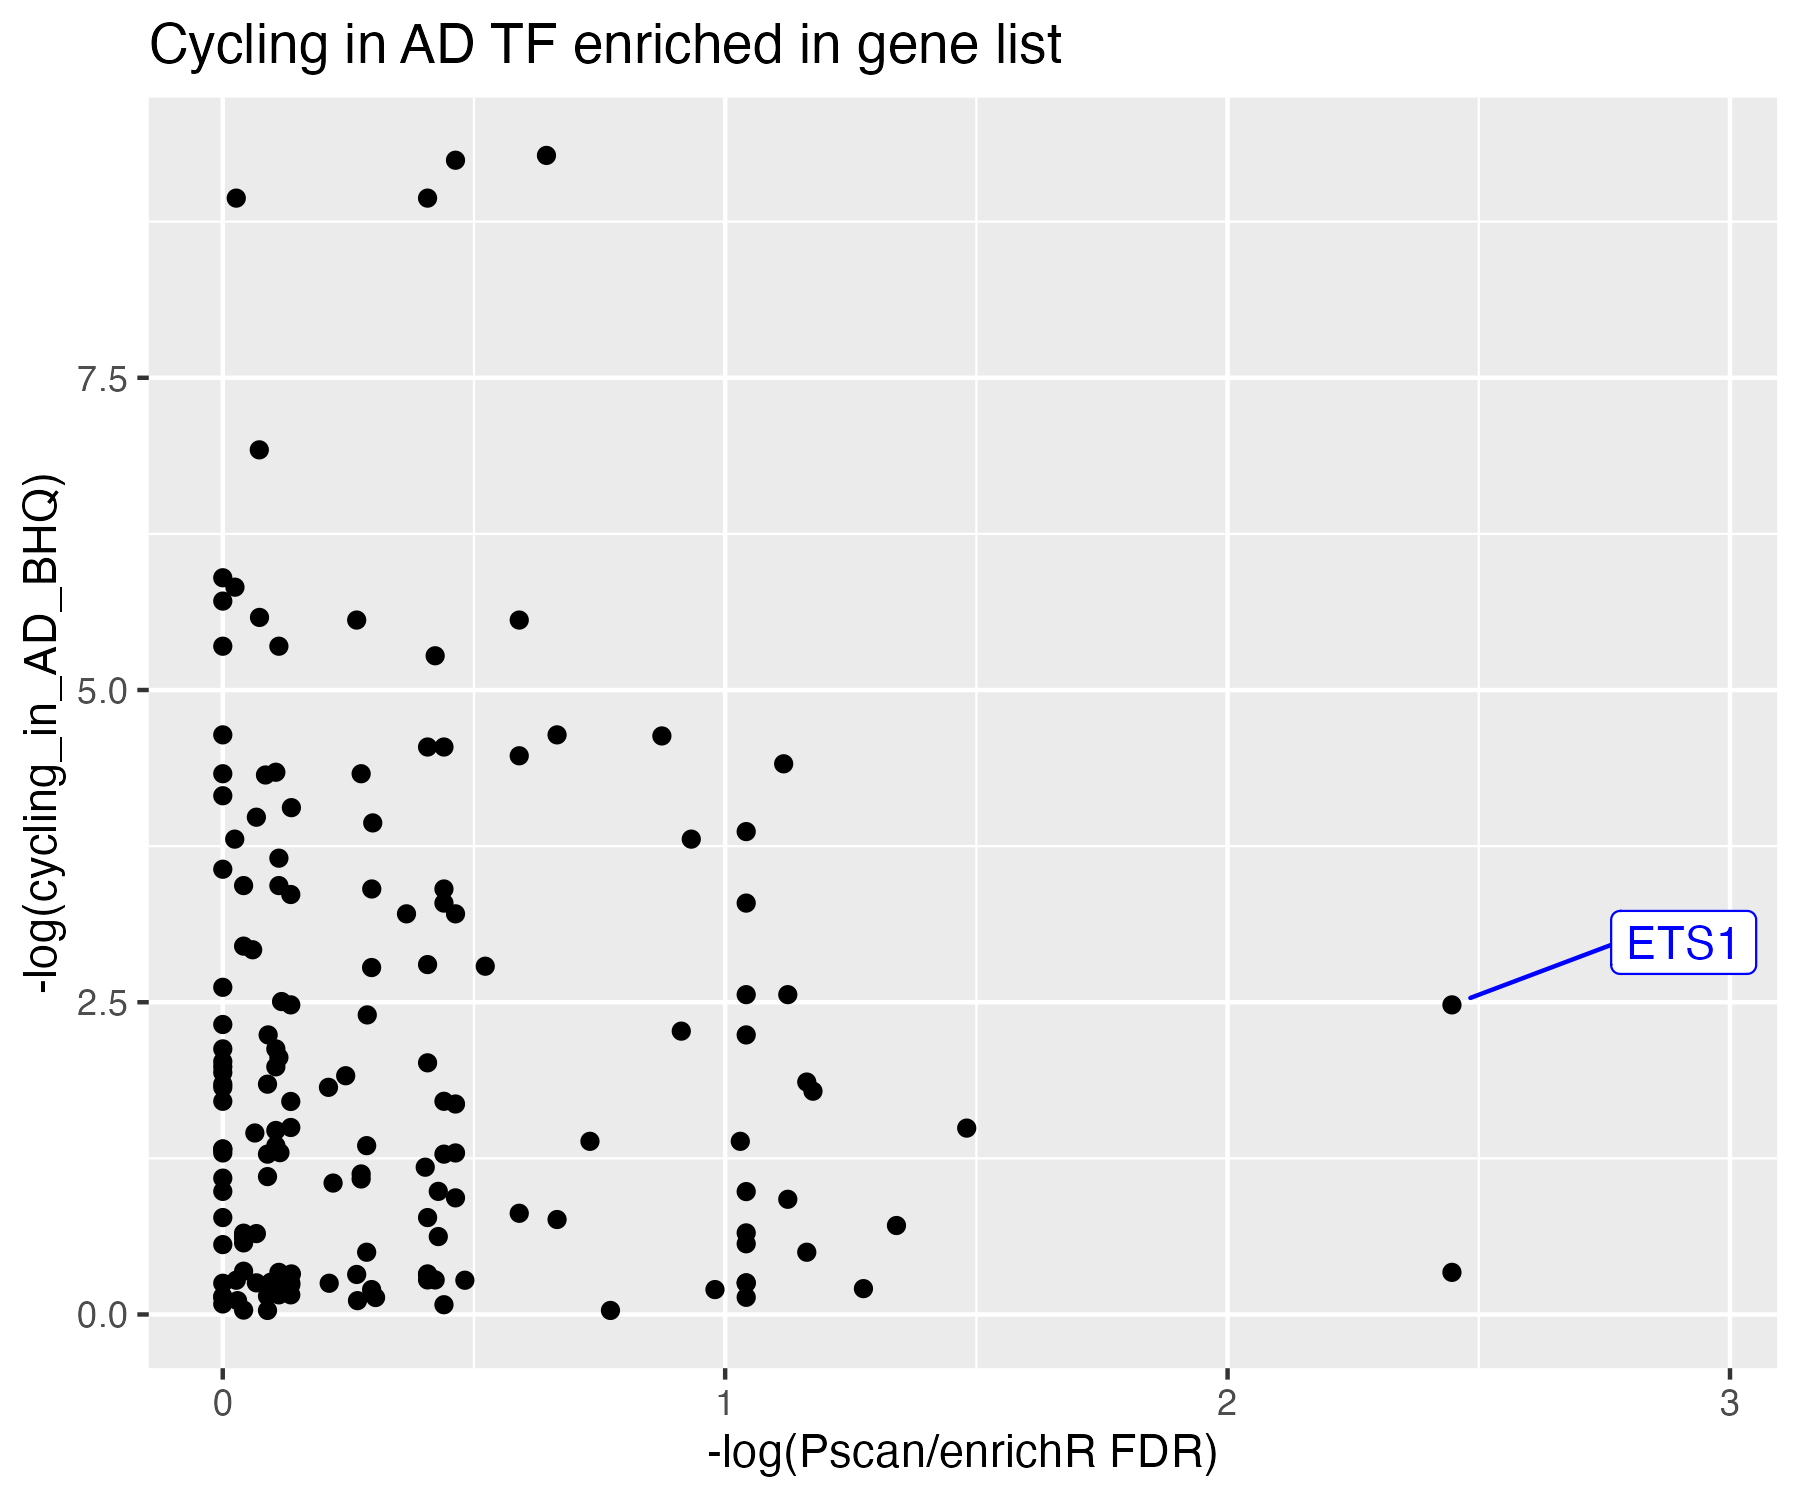 Cycling in AD TF enriched in gene list
-log(cycling_in_AD_BHQ)
7.5
5.0
2.5
0.0
ETS1
0 1 2 3
-log(Pscan/enrichR FDR)